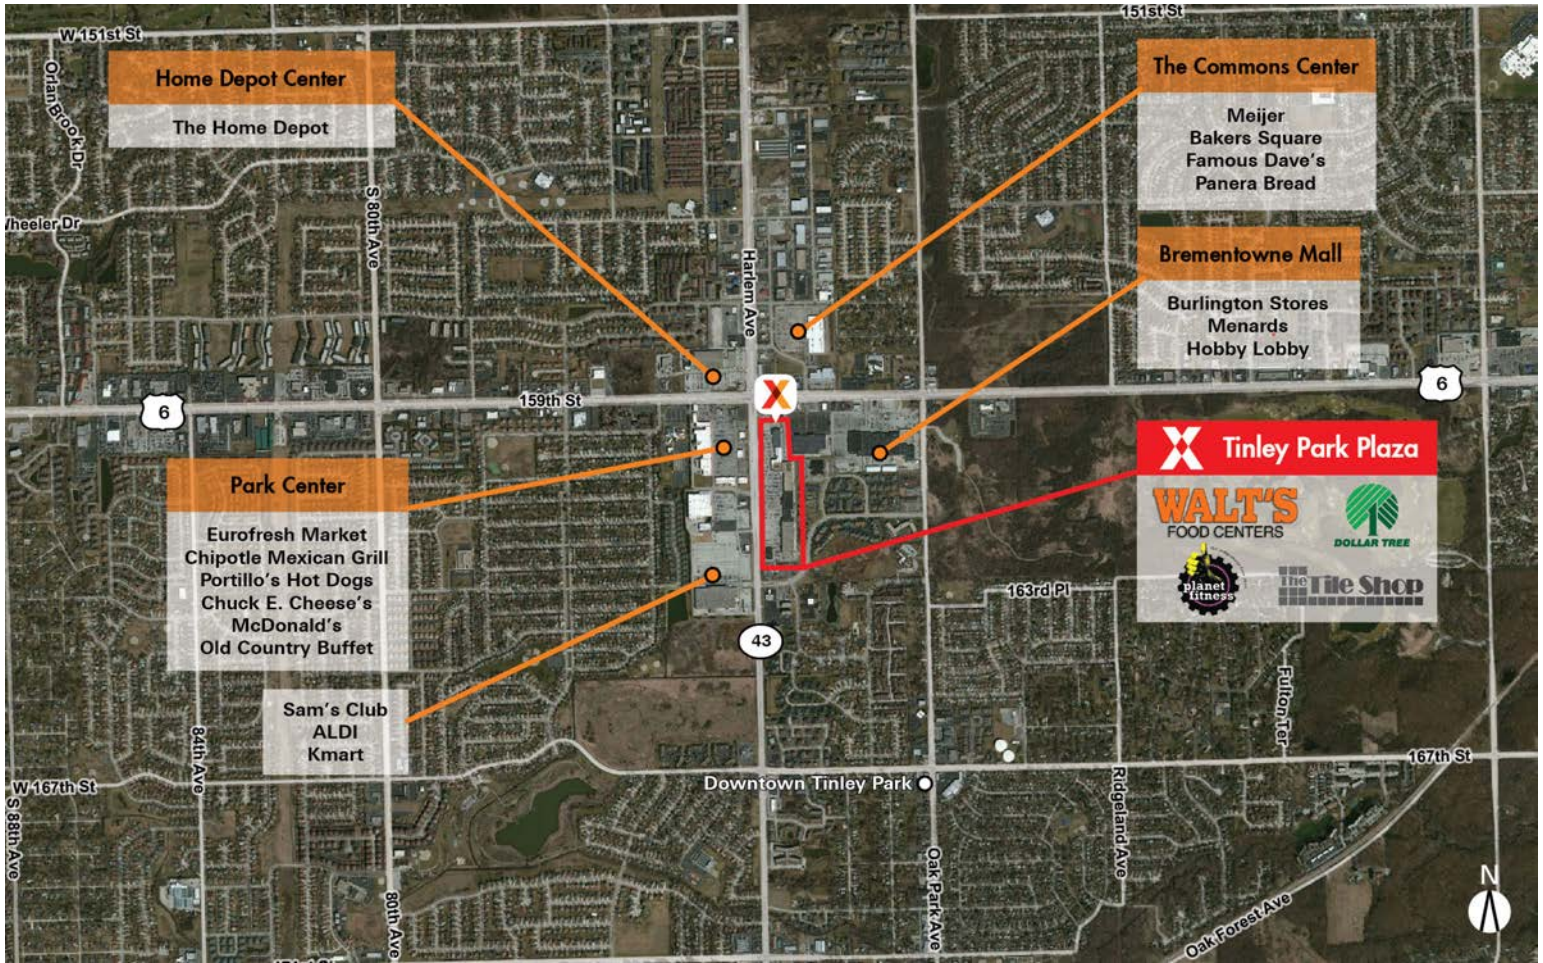 W 151st St
151st St
Orlan Brook Dr
Home Depot Center
The Home Depot
The Commons Center
Meijer
Bakers Square
Famous Dave's
Panera Bread
S 80th Ave
Wheeler Dr
Harlem Ave
Brementowne Mall
Burlington Stores
Menards
Hobby Lobby
6
159th St
6
Park Center
Eurofresh Market
Chipotle Mexican Grill
Portillo's Hot Dogs
Chuck E. Cheese's
McDonald's
Old Country Buffet
Tinley Park Plaza
WALT'S
FOOD CENTERS
DOLLAR TREE
planet
fitness
The Tile Shop
163rd Pl
43
Sam's Club
ALDI
Kmart
Fulton Ter
84th Ave
W 167th St
167th St
S 88th Ave
Downtown Tinley Park
Ridgeland Ave
80th Ave
Oak Park Ave
Oak Forest Ave
N